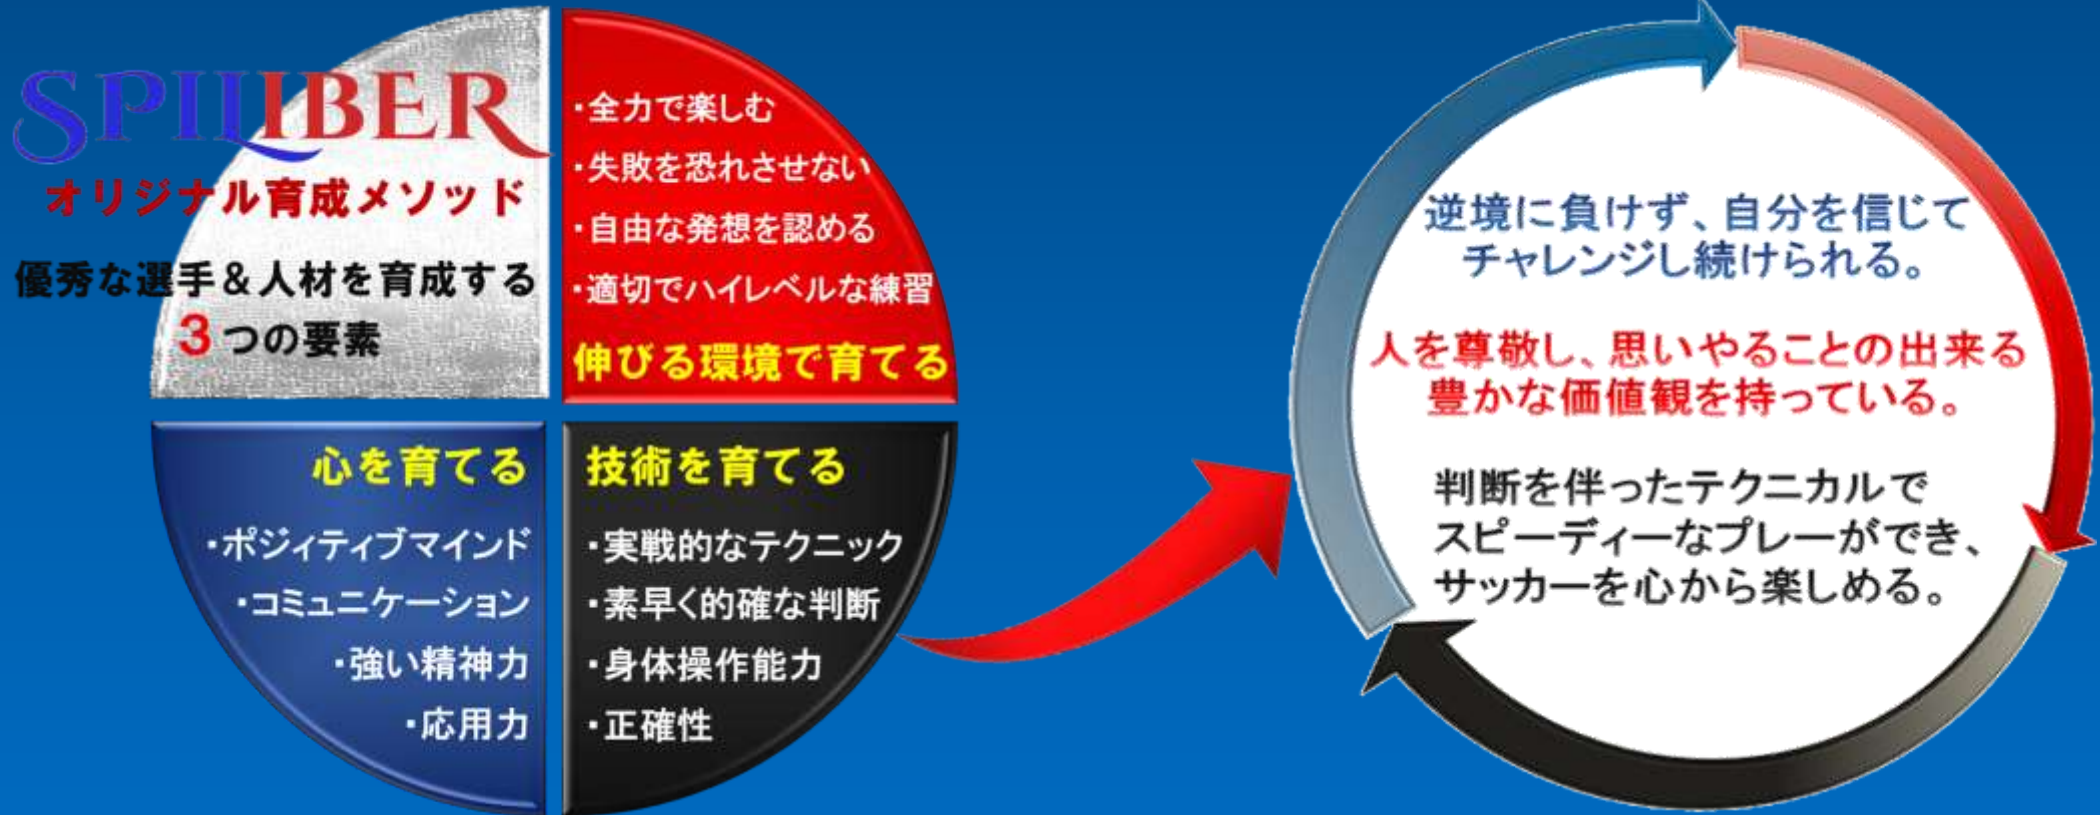 SPILIBER
オリジナル育成メソッド
優秀な選手&人材を育成する
3つの要素
・全力で楽しむ
・失敗を恐れさせない
・自由な発想を認める
・適切でハイレベルな練習
伸びる環境で育てる
心を育てる
・ポジィティブマインド
・コミュニケーション
・強い精神力
・応用力
技術を育てる
・実戦的なテクニック
・素早く的確な判断
・身体操作能力
・正確性
逆境に負けず、自分を信じて
チャレンジし続けられる。
人を尊敬し、思いやることの出来る
豊かな価値観を持っている。
判断を伴ったテクニカルで
スピーディーなプレーができ、
サッカーを心から楽しめる。